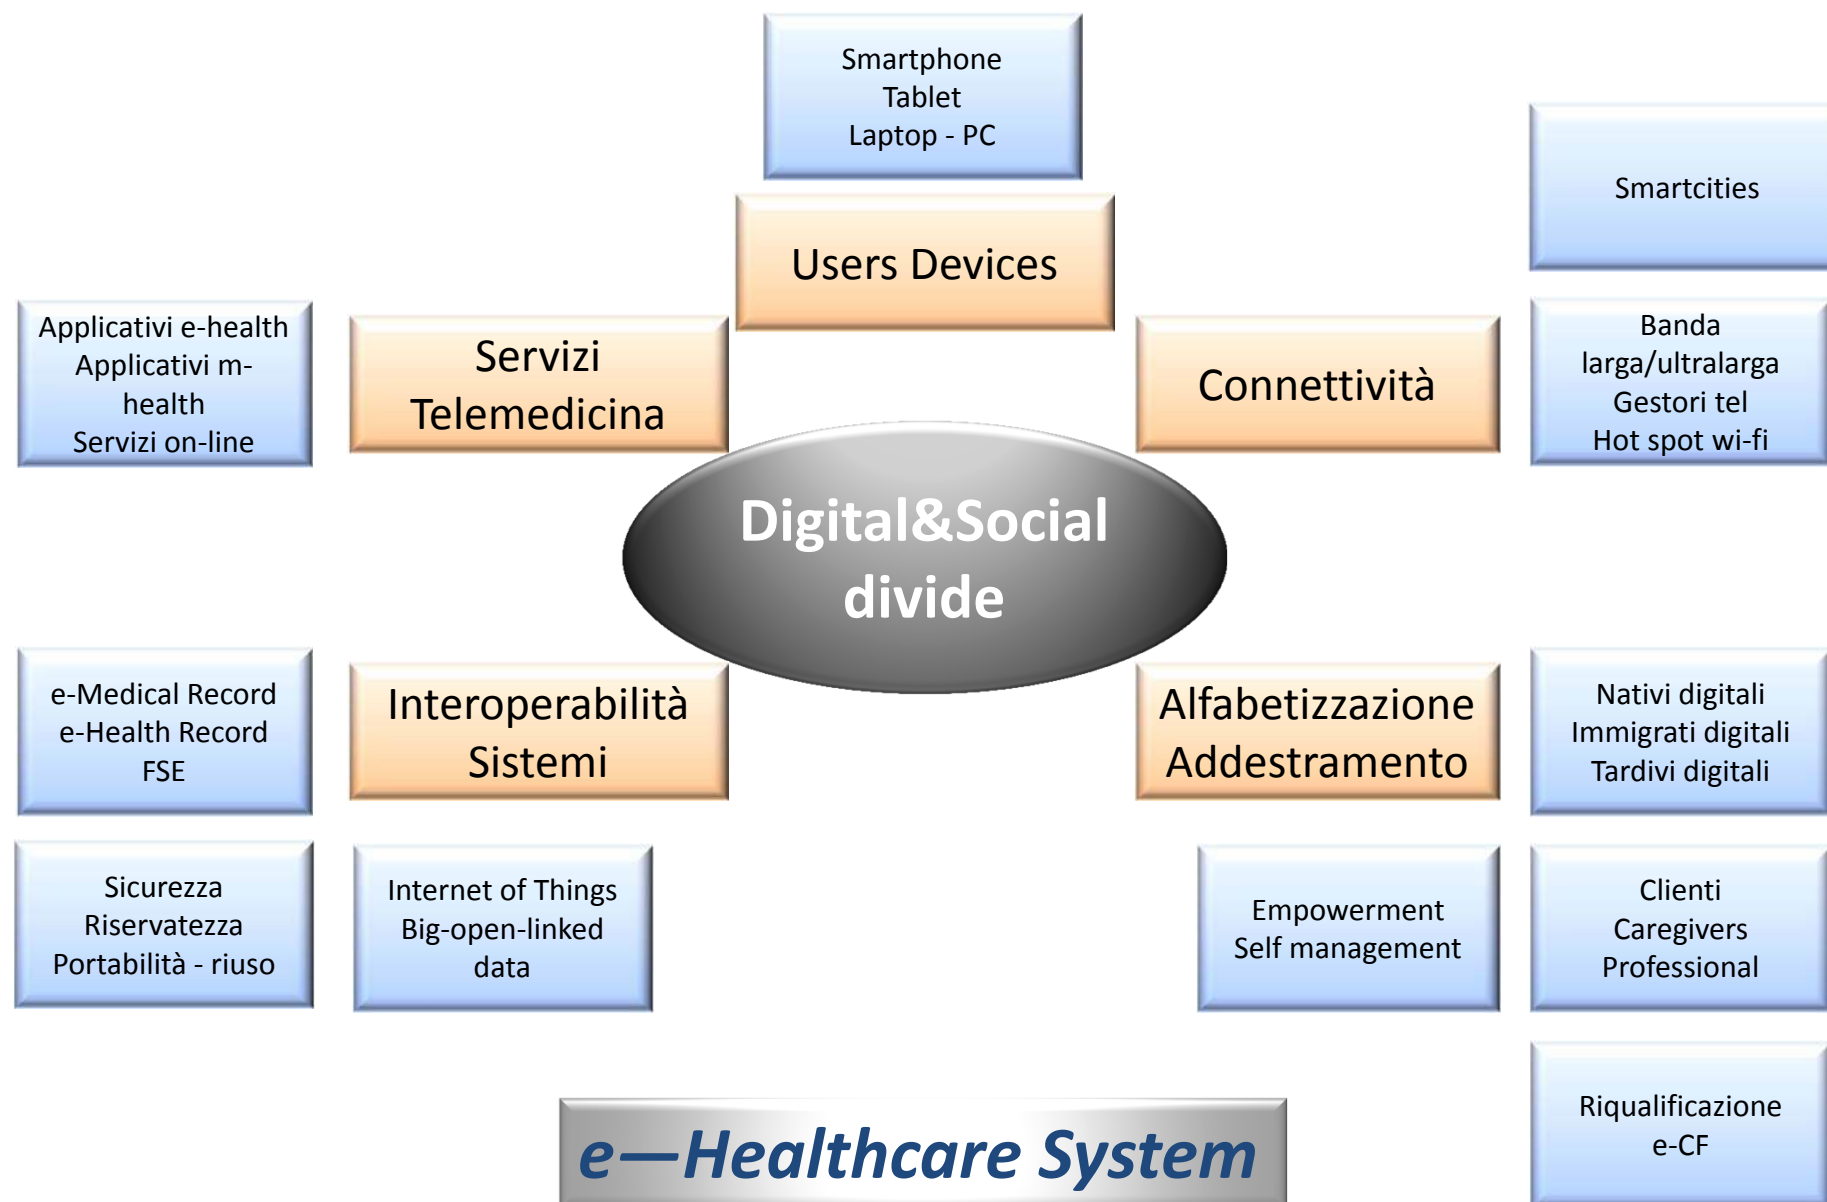 Smartphone
Tablet
Laptop - PC
Users Devices
Smartcities
Applicativi e-health
Applicativi m-
health
Servizi on-line
Servizi
Telemedicina
Connettività
Banda
larga/ultralarga
Gestori tel
Hot spot wi-fi
Digital&Social
divide
e-Medical Record
e-Health Record
FSE
Interoperabilità
Sistemi
Alfabetizzazione
Addestramento
Nativi digitali
Immigrati digitali
Tardivi digitali
Sicurezza
Riservatezza
Portabilità - riuso
Internet of Things
Big-open-linked
data
Empowerment
Self management
Clienti
Caregivers
Professional
Riqualificazione
e-CF
e—Healthcare System